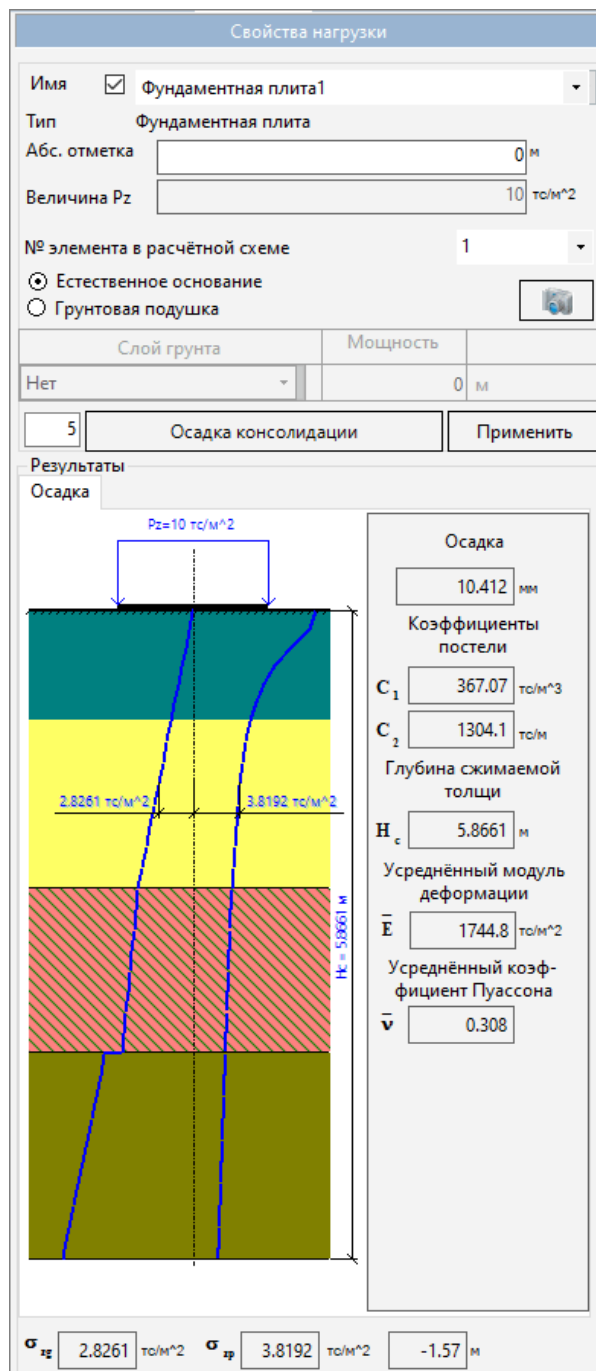 Свойства нагрузки
Имя Фундаментная плита1
Тип Фундаментная плита
Абс. отметка 0 м
Величина Pz 10 тс/м^2
№ элемента в расчётной схеме 1
Естественное основание
Грунтовая подушка
Слой грунта Мощность
Нет 0 м
5 Осадка консолидации Применить
Результаты
Осадка
Pz=10 тс/м^2
2.8261 тс/м^2 3.8192 тс/м^2
Hc = 5.8661 м
Осадка
10.412 мм
Коэффициенты
постели
C1 367.07 тс/м^3
C2 1304.1 тс/м
Глубина сжимаемой
толщи
Hc 5.8661 м
Усреднённый модуль
деформации
E̅ 1744.8 тс/м^2
Усреднённый коэф-
фициент Пуассона
ν̅ 0.308
σzg 2.8261 тс/м^2 σzp 3.8192 тс/м^2 -1.57 м